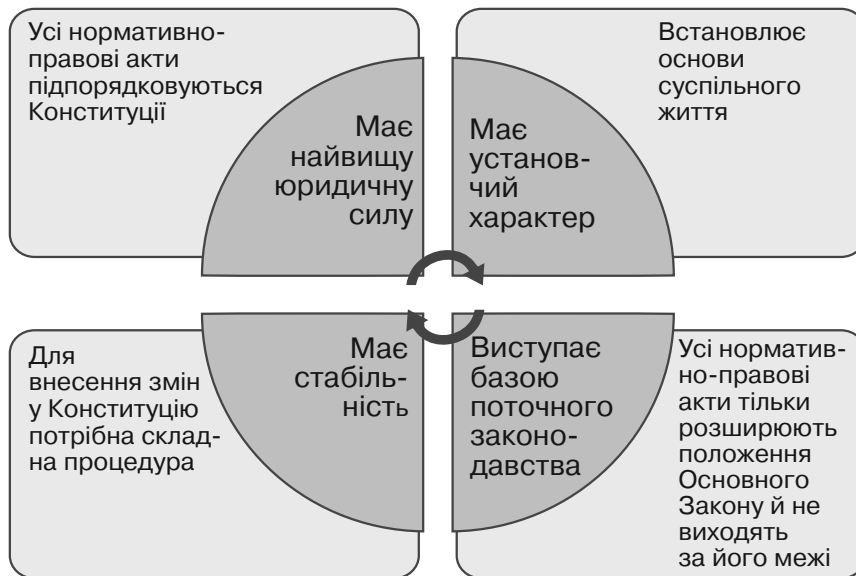 Усі нормативно-
правові акти
підпорядковуються
Конституції
Має
найвищу
юридичну
силу
Має
установ-
чий
характер
Встановлює
основи
суспільного
життя
Для
внесення змін
у Конституцію
потрібна склад-
на процедура
Має
стабіль-
ність
Виступає
базою
поточного
законо-
давства
Усі норматив-
но-правові
акти тільки
розширюють
положення
Основного
Закону й не
виходять
за його межі